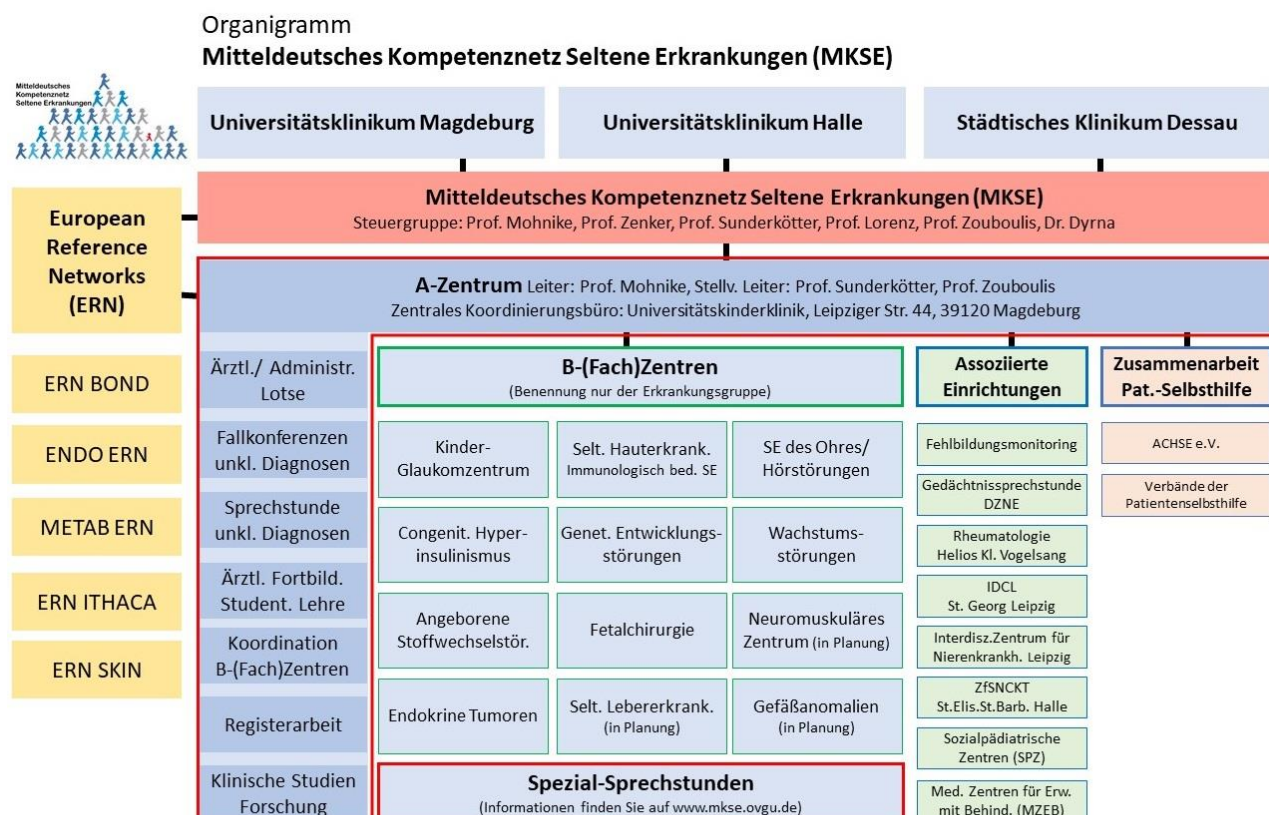 Organigramm
Mitteldeutsches Kompetenznetz Seltene Erkrankungen (MKSE)
Mitteldeutsches
Kompetenznetz
Seltene Erkrankungen
Universitätsklinikum Magdeburg
Universitätsklinikum Halle
Städtisches Klinikum Dessau
European
Reference
Networks
(ERN)
Mitteldeutsches Kompetenznetz Seltene Erkrankungen (MKSE)
Steuergruppe: Prof. Mohnike, Prof. Zenker, Prof. Sunderkötter, Prof. Lorenz, Prof. Zouboulis, Dr. Dyrna
A-Zentrum Leiter: Prof. Mohnike, Stellv. Leiter: Prof. Sunderkötter, Prof. Zouboulis
Zentrales Koordinierungsbüro: Universitätskinderklinik, Leipziger Str. 44, 39120 Magdeburg
ERN BOND
ENDO ERN
METAB ERN
ERN ITHACA
ERN SKIN
Ärztl./ Administr.
Lotse
Fallkonferenzen
unkl. Diagnosen
Sprechstunde
unkl. Diagnosen
Ärztl. Fortbild.
Student. Lehre
Koordination
B-(Fach)Zentren
Registerarbeit
Klinische Studien
Forschung
B-(Fach)Zentren
(Benennung nur der Erkrankungsgruppe)
Kinder-
Glaukomzentrum
Selt. Hauterkrank.
Immunologisch bed. SE
SE des Ohres/
Hörstörungen
Congenit. Hyper-
insulinismus
Genet. Entwicklungs-
störungen
Wachstums-
störungen
Angeborene
Stoffwechselstör.
Fetalchirurgie
Neuromuskuläres
Zentrum (in Planung)
Endokrine Tumoren
Selt. Lebererkrank.
(in Planung)
Gefäßanomalien
(in Planung)
Spezial-Sprechstunden
(Informationen finden Sie auf www.mkse.ovgu.de)
Assoziierte
Einrichtungen
Fehlbildungsmonitoring
Gedächtnissprechstunde
DZNE
Rheumatologie
Helios Kl. Vogelsang
IDCL
St. Georg Leipzig
Interdisz.Zentrum für
Nierenkrankh. Leipzig
ZfSNCKT
St.Elis.St.Barb. Halle
Sozialpädiatrische
Zentren (SPZ)
Med. Zentren für Erw.
mit Behind. (MZEB)
Zusammenarbeit
Pat.-Selbsthilfe
ACHSE e.V.
Verbände der
Patientenselbsthilfe